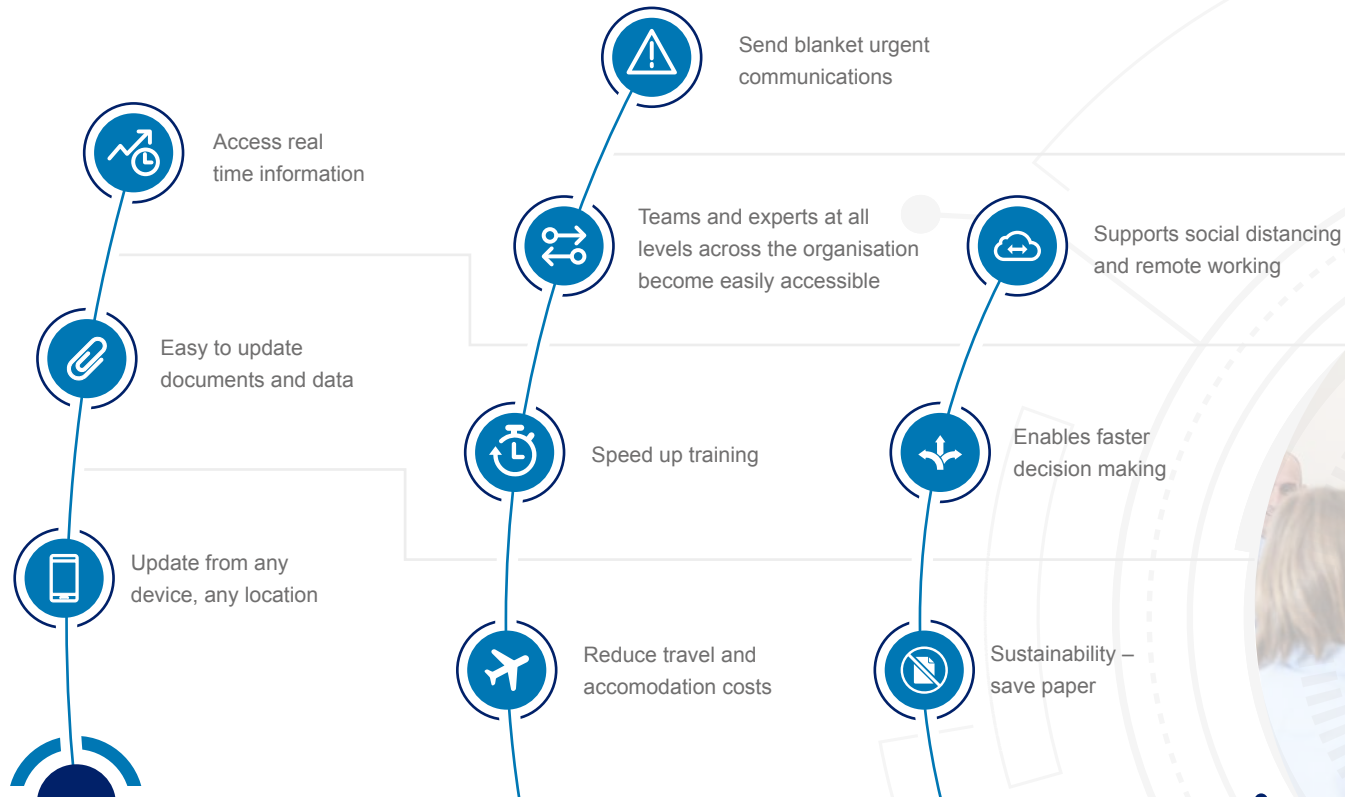 Access real
time information
Easy to update
documents and data
Update from any
device, any location
Send blanket urgent
communications
Teams and experts at all
levels across the organisation
become easily accessible
Speed up training
Reduce travel and
accomodation costs
Supports social distancing
and remote working
Enables faster
decision making
Sustainability –
save paper